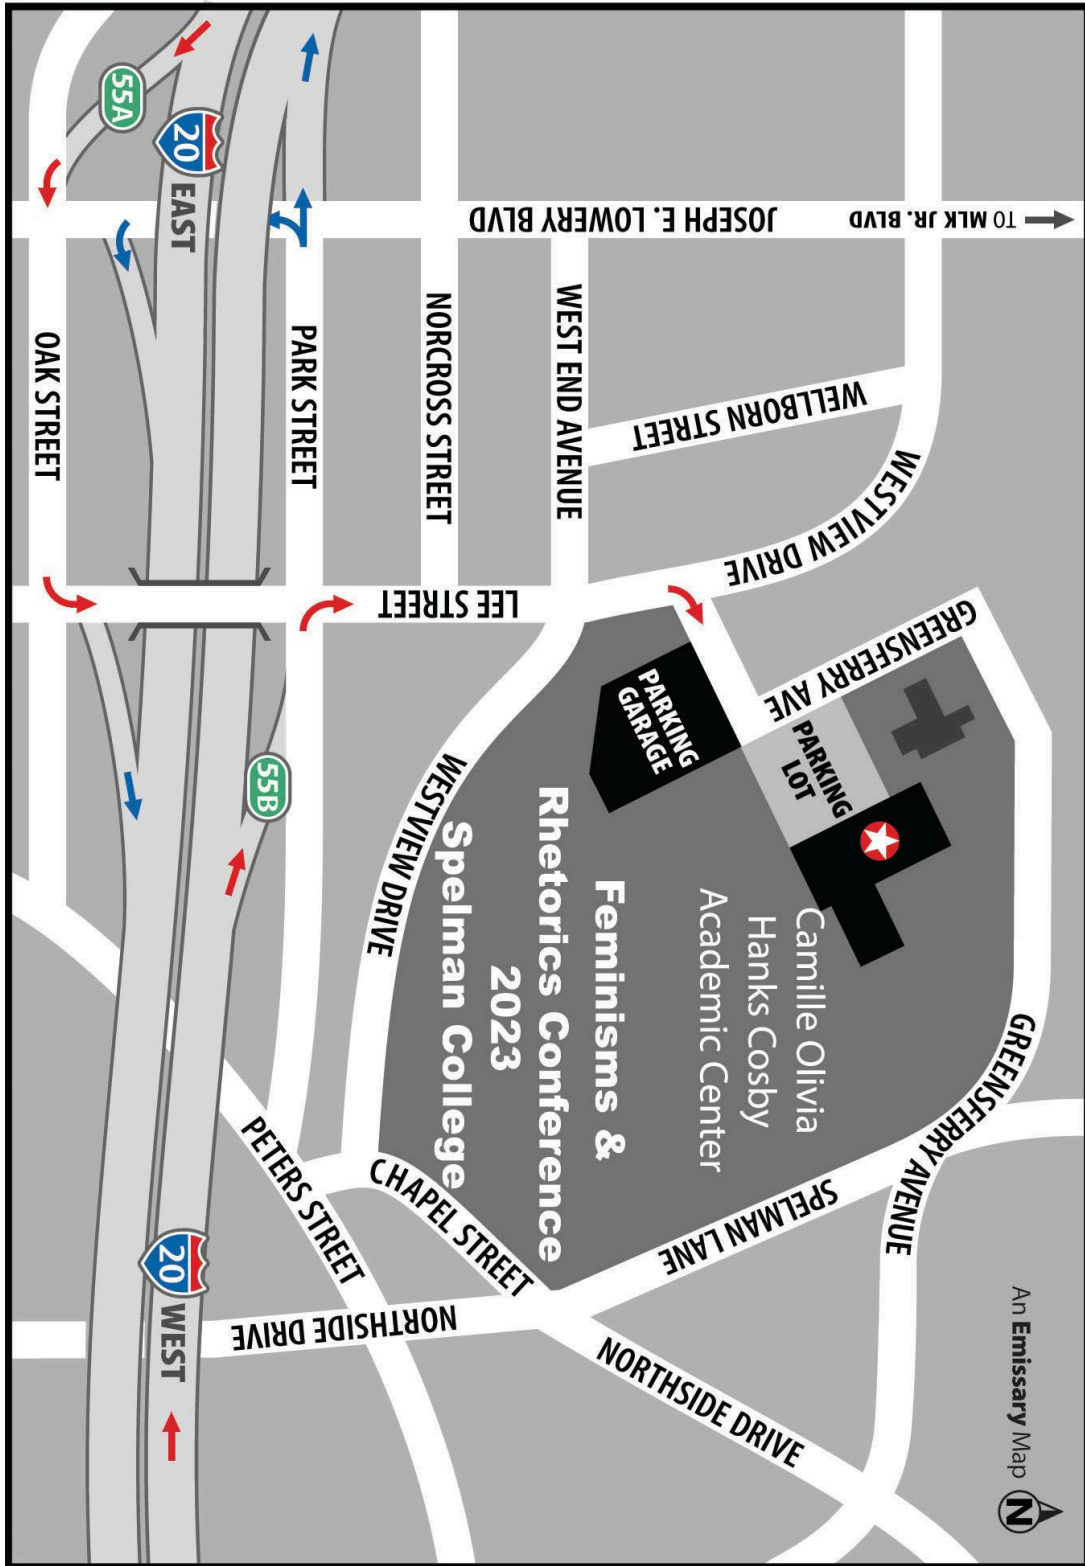 An Emissary Map
N
TO MLK JR. BLVD
JOSEPH E. LOWERY BLVD
WELLBORN STREET
WESTVIEW DRIVE
GREENSFERRY AVE
GREENSFERRY AVENUE
SPELMAN LANE
NORTHSIDE DRIVE
PARKING
LOT
PARKING
GARAGE
Camille Olivia
Hanks Cosby
Academic Center
Feminisms &
Rhetorics Conference
2023
Spelman College
WEST END AVENUE
NORCROSS STREET
LEE STREET
WESTVIEW DRIVE
CHAPEL STREET
PETERS STREET
NORTHSIDE DRIVE
PARK STREET
55B
20
EAST
20
WEST
55A
OAK STREET